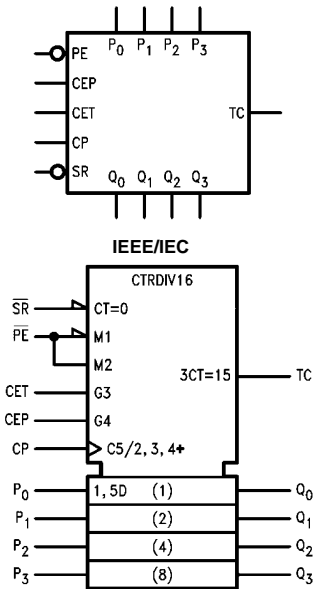 P0 P1 P2 P3
PE
CEP
CET TC
CP
SR
Q0 Q1 Q2 Q3
IEEE/IEC
CTRDIV16
S̅R̅ CT=0
P̅E̅ M1
M2
3CT=15 TC
CET G3
CEP G4
CP C5/2,3,4+
P0 1,5D (1) Q0
P1 (2) Q1
P2 (4) Q2
P3 (8) Q3